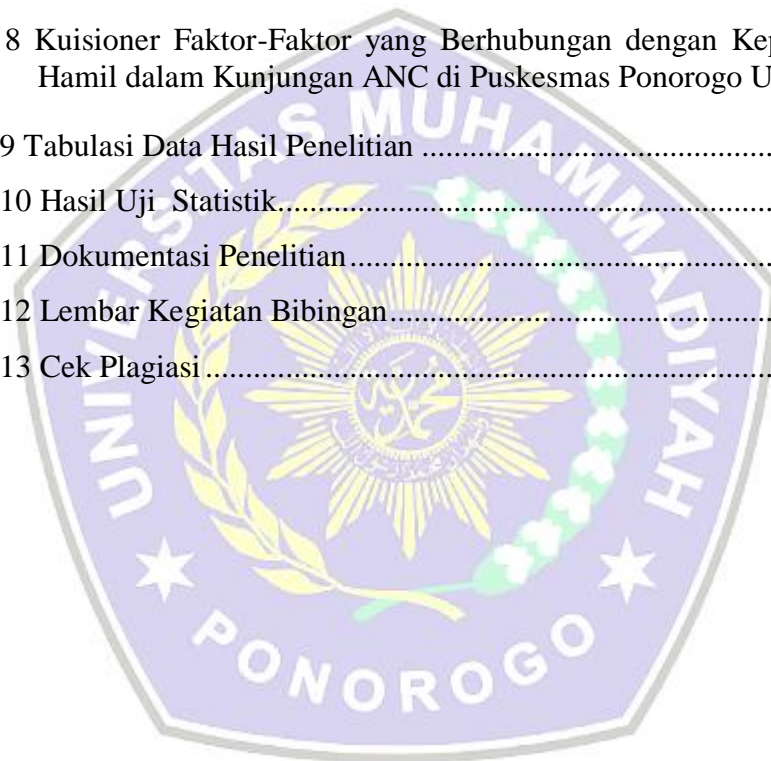 8 Kuisioner Faktor-Faktor yang Berhubungan dengan Kep
Hamil dalam Kunjungan ANC di Puskesmas Ponorogo U
9 Tabulasi Data Hasil Penelitian ........................................
10 Hasil Uji Statistik........................................................
11 Dokumentasi Penelitian................................................
12 Lembar Kegiatan Bibingan...........................................
13 Cek Plagiasi................................................................
UNIVERSITAS MUHAMMADIYAH
PONOROGO